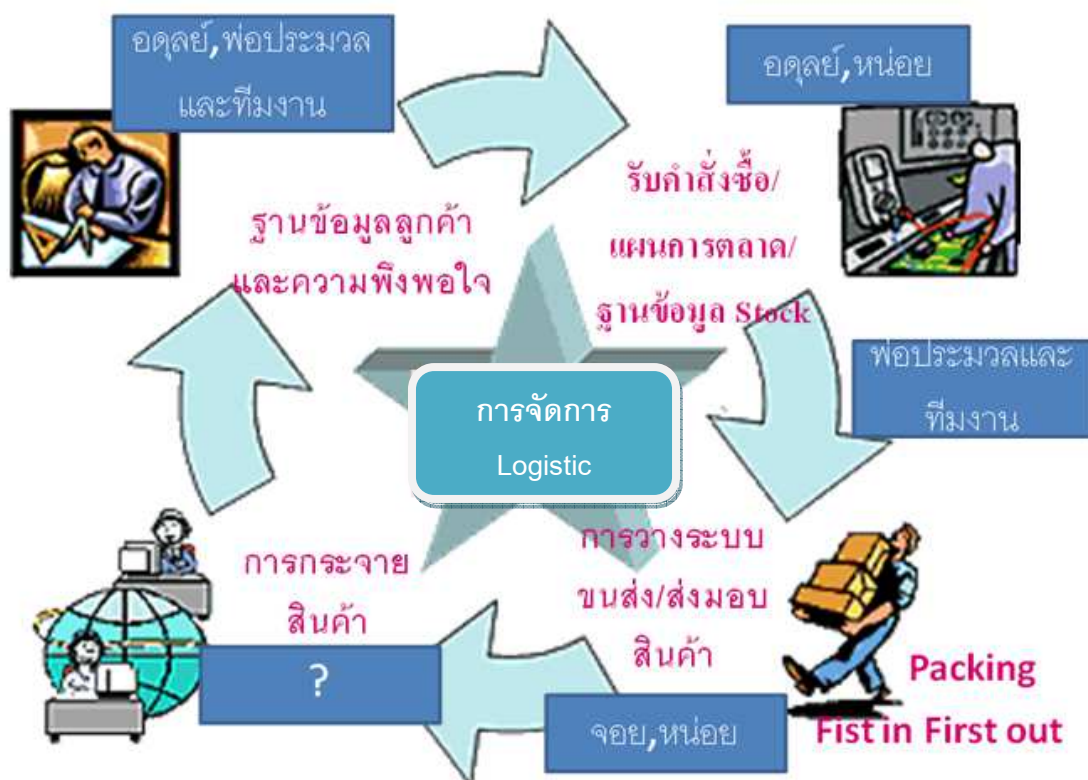 อดุลย์,พ่อประมวล
และทีมงาน
อดุลย์,หน่อย
รับคำสั่งซื้อ/
แผนการตลาด/
ฐานข้อมูล Stock
ฐานข้อมูลลูกค้า
และความพึงพอใจ
พ่อประมวลและ
ทีมงาน
การจัดการ
Logistic
การวางระบบ
ขนส่ง/ส่งมอบ
สินค้า
การกระจาย
สินค้า
?
จอย,หน่อย
Packing
Fist in First out